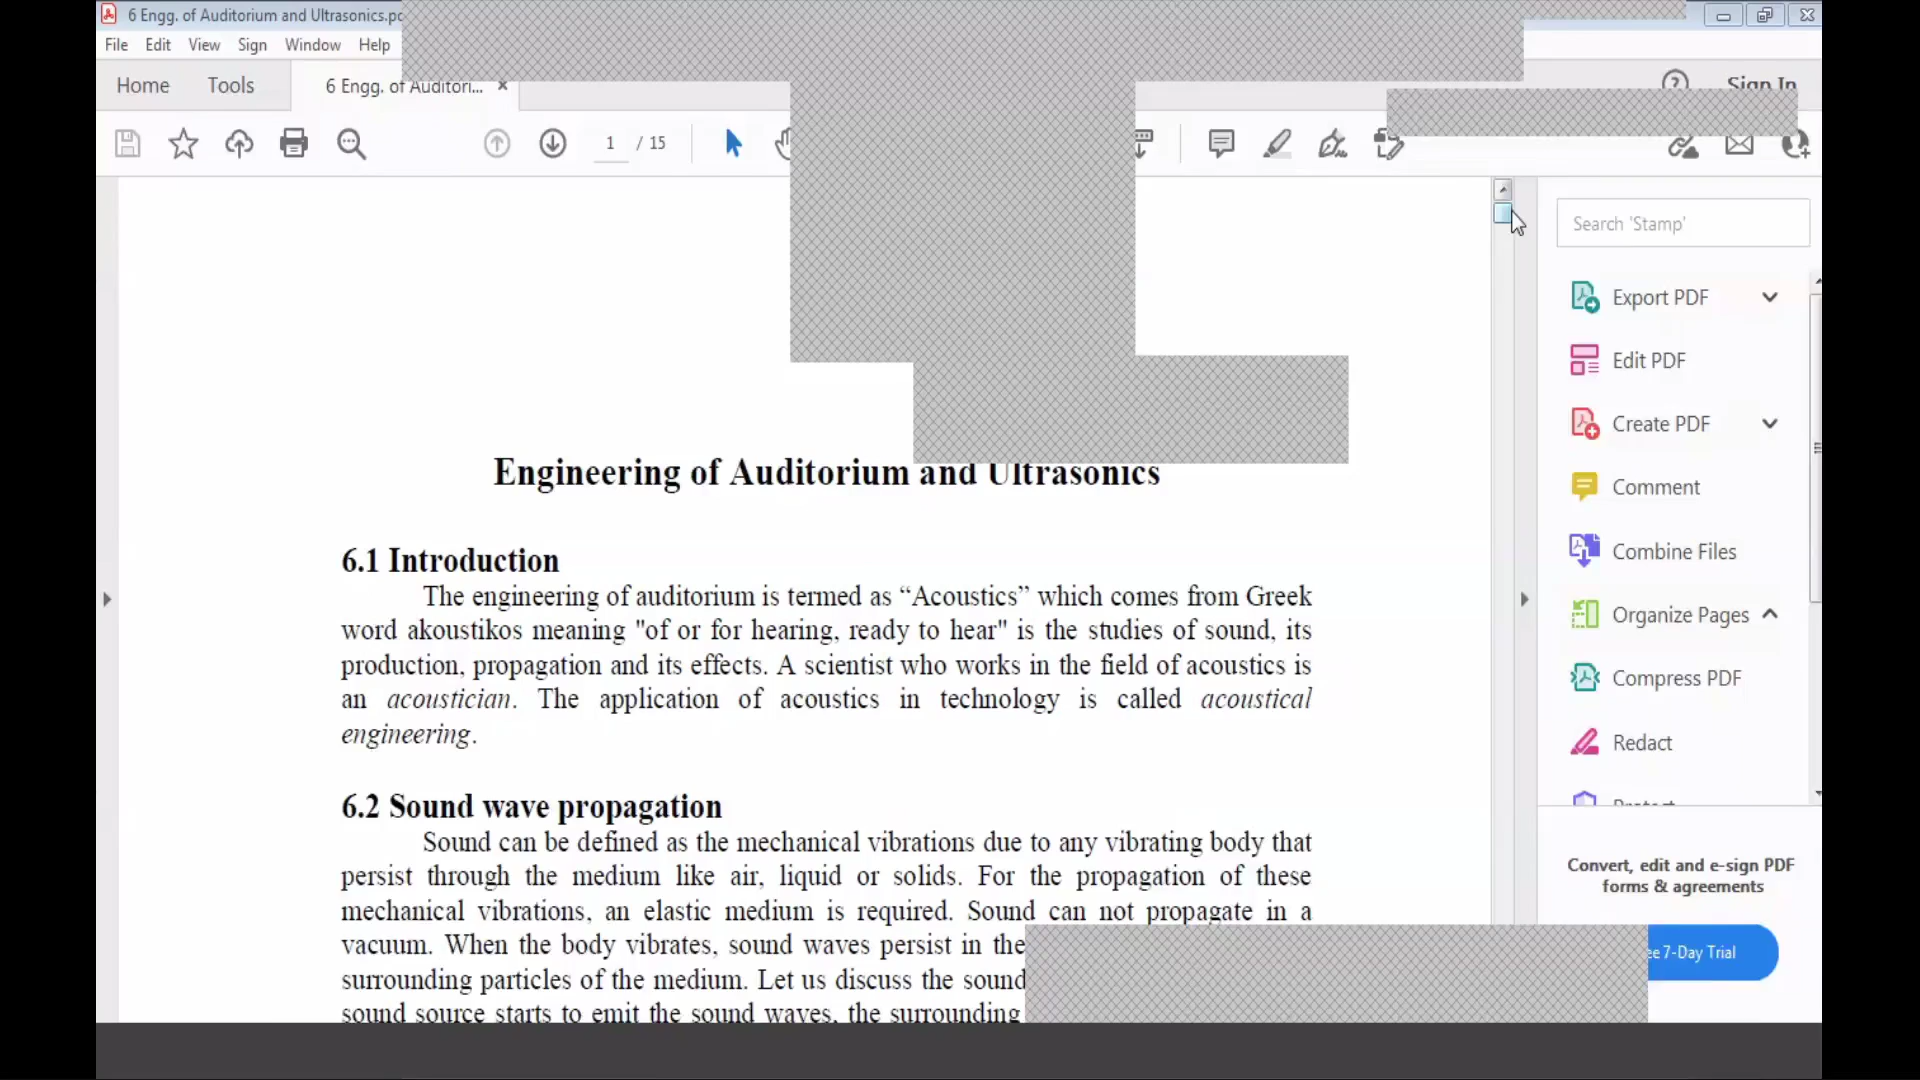 6 Engg. of Auditorium and Ultrasonics.pd
File Edit View Sign Window Help
Home Tools 6 Engg. of Auditori... Sign In
1 / 15
Search 'Stamp'
Export PDF
Edit PDF
Create PDF
Comment
Combine Files
Organize Pages
Compress PDF
Redact
Protect
Convert, edit and e-sign PDF
forms & agreements
7-Day Trial
Engineering of Auditorium and Ultrasonics
6.1 Introduction
The engineering of auditorium is termed as “Acoustics” which comes from Greek
word akoustikos meaning "of or for hearing, ready to hear" is the studies of sound, its
production, propagation and its effects. A scientist who works in the field of acoustics is
an acoustician. The application of acoustics in technology is called acoustical
engineering.
6.2 Sound wave propagation
Sound can be defined as the mechanical vibrations due to any vibrating body that
persist through the medium like air, liquid or solids. For the propagation of these
mechanical vibrations, an elastic medium is required. Sound can not propagate in a
vacuum. When the body vibrates, sound waves persist in the
surrounding particles of the medium. Let us discuss the sound
sound source starts to emit the sound waves, the surrounding